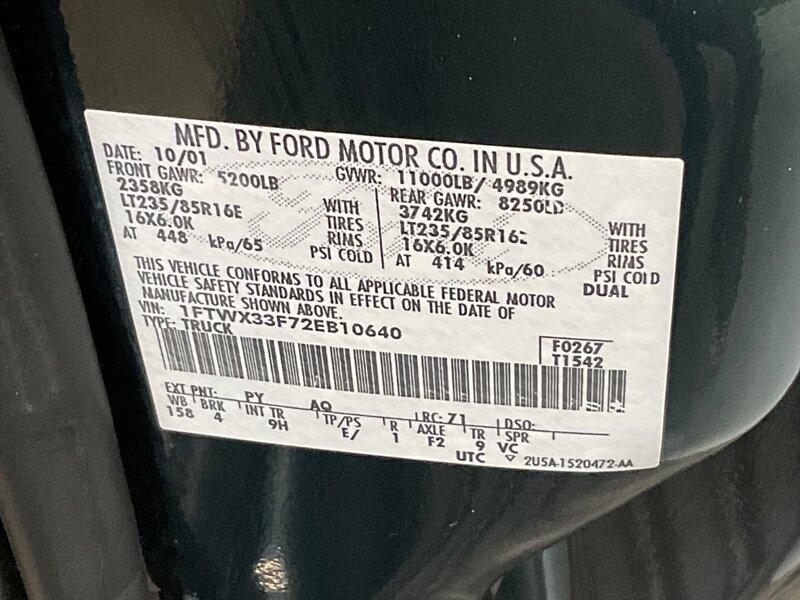 MFD. BY FORD MOTOR CO. IN U.S.A.
DATE: 10/01 GVWR: 11000LB/ 4989KG
FRONT GAWR: 5200LB REAR GAWR: 8250LB
2358KG 3742KG
LT235/85R16E WITH LT235/85R16E WITH
16X6.0K TIRES 16X6.0K TIRES
RIMS RIMS
AT 448 kPa/65 PSI COLD AT 414 kPa/60 PSI COLD
DUAL
THIS VEHICLE CONFORMS TO ALL APPLICABLE FEDERAL MOTOR
VEHICLE SAFETY STANDARDS IN EFFECT ON THE DATE OF
MANUFACTURE SHOWN ABOVE.
VIN: 1FTWX33F72EB10640
TYPE: TRUCK
F0267
T1542
EXT PNT: PY AQ RC: 71 DSO:
WB BRK INT TR TP/PS R AXLE TR SPR
158 4 9H E/ 1 F2 9 VC
UTC ▽ 2U5A-1520472-AA